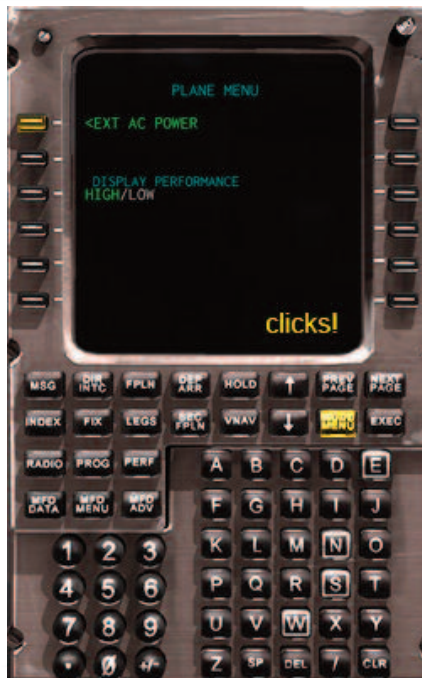 PLANE MENU
<EXT AC POWER
DISPLAY PERFORMANCE
HIGH/LOW
clicks!
MSG DIR INTC FPLN DEP ARR HOLD ↑ PREV PAGE NEXT PAGE
INDEX FIX LEGS SEC FPLN VNAV ↓ MODE MENU EXEC
RADIO PROG PERF
MFD DATA MFD MENU MFD ADV
A B C D E
F G H I J
K L M N O
P Q R S T
U V W X Y
Z SP DEL / CLR
1 2 3
4 5 6
7 8 9
. 0 +/-